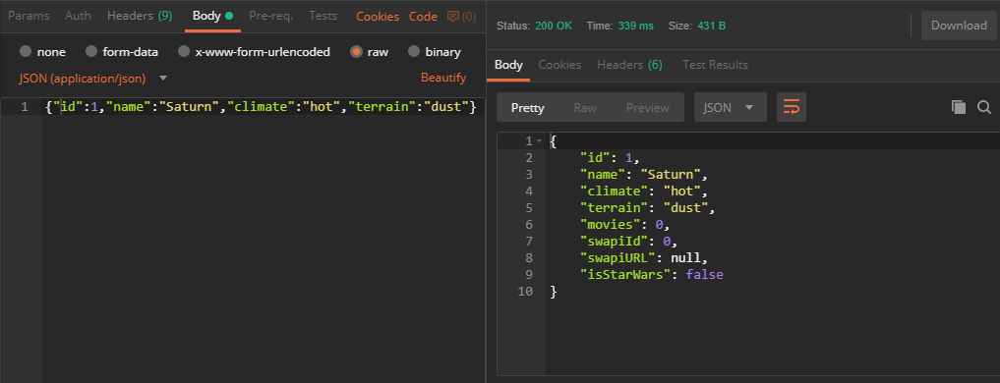 Params Auth Headers (9) Body Pre-req. Tests Cookies Code (0)
none form-data x-www-form-urlencoded raw binary
JSON (application/json) Beautify
1 {"id":1,"name":"Saturn","climate":"hot","terrain":"dust"}
Status: 200 OK Time: 339 ms Size: 431 B Download
Body Cookies Headers (6) Test Results
Pretty Raw Preview JSON
1 {
2 "id": 1,
3 "name": "Saturn",
4 "climate": "hot",
5 "terrain": "dust",
6 "movies": 0,
7 "swapiId": 0,
8 "swapiURL": null,
9 "isStarWars": false
10 }